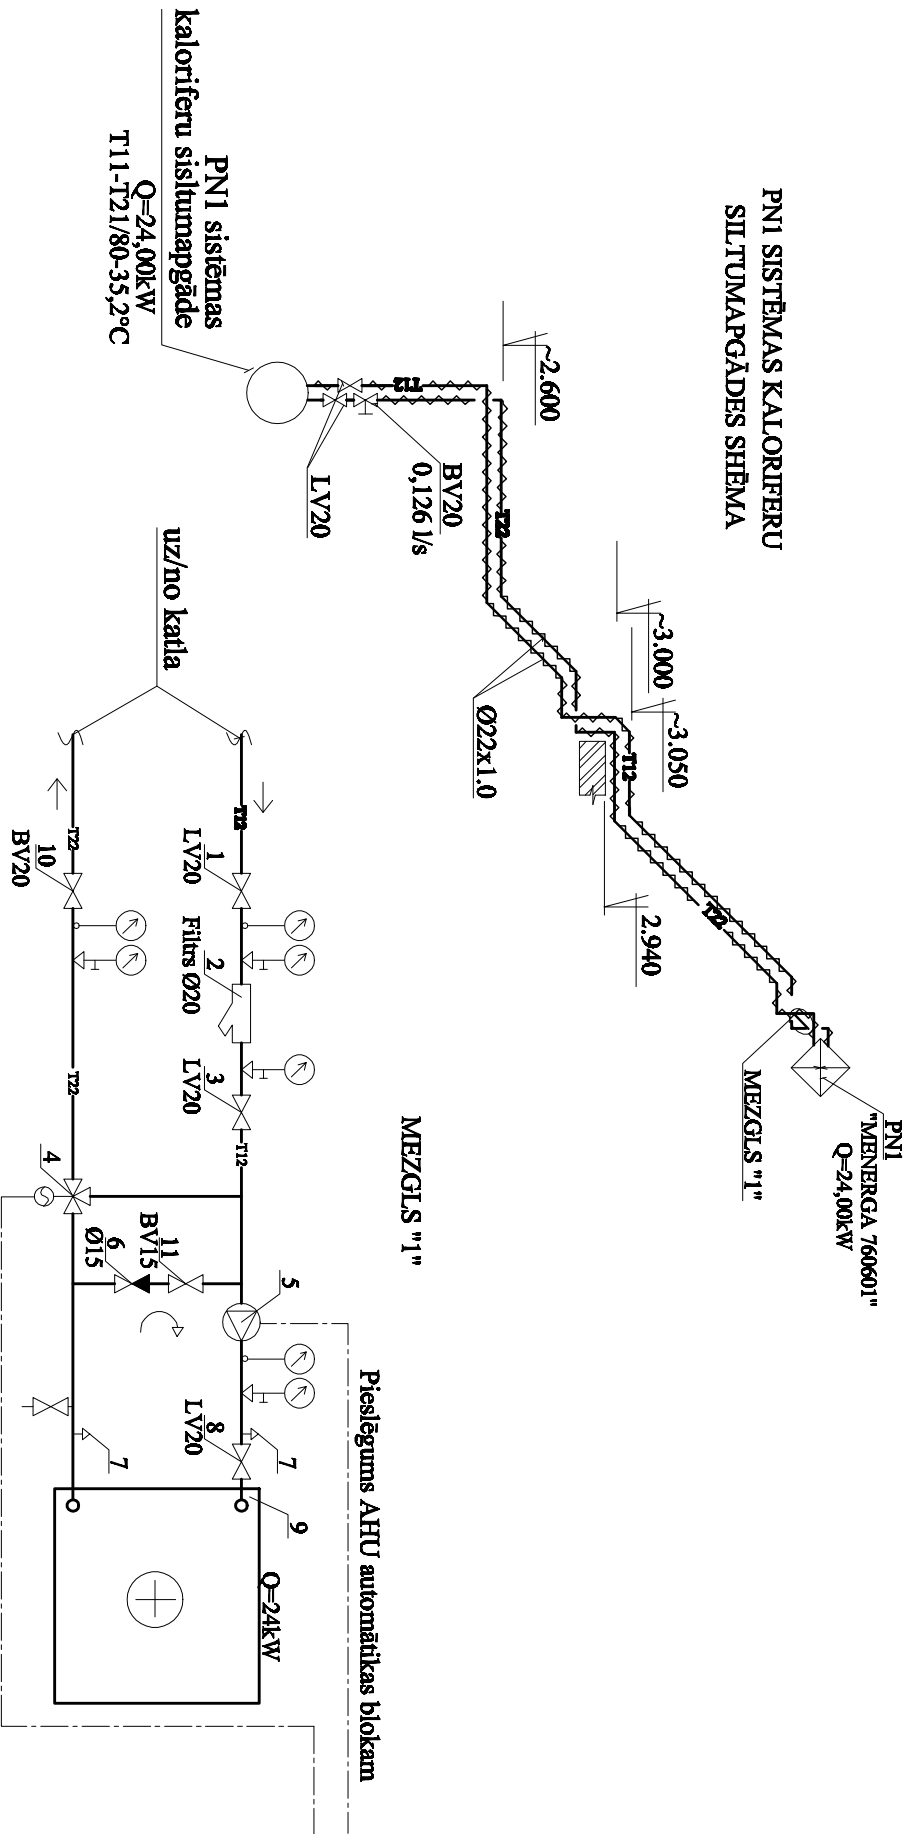 PN1 SISTĒMAS KALORIFERU
SILTUMAPGĀDES SHĒMA
PN1
"MENERGA 760601"
Q=24,00kW
MEZGLS "1"
2.940
~3.050
~3.000
~2.600
T22
T12
T22
T12
Ø22x1.0
BV20
0,126 l/s
LV20
PN1 sistēmas
kaloriferu sisltumapgāde
Q=24,00kW
T11-T21/80-35,2°C
MEZGLS "1"
Pieslēgums AHU automātikas blokam
uz/no katla
T12
1
LV20
2
Filtrs Ø20
3
LV20
T12
5
8
LV20
7
9
Q=24kW
11
BV15
6
Ø15
T22
10
BV20
T22
4
7